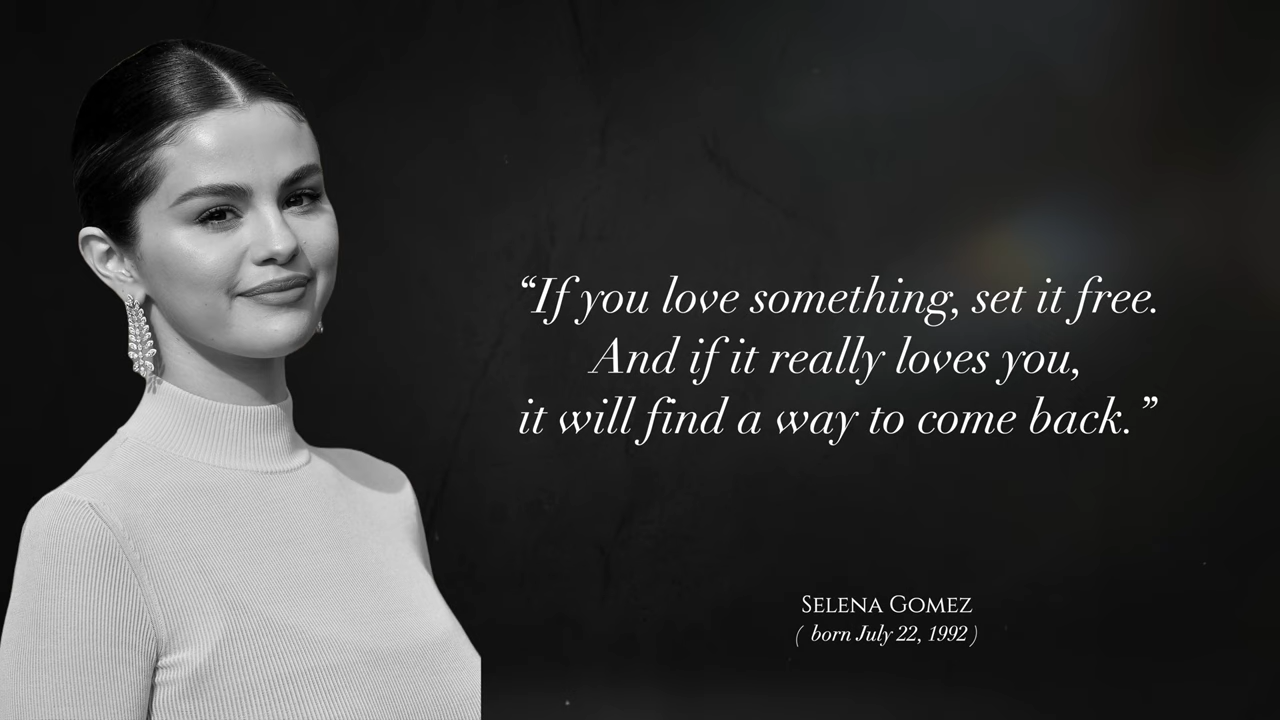 “If you love something, set it free.
And if it really loves you,
it will find a way to come back.”
Selena Gomez
( born July 22, 1992 )